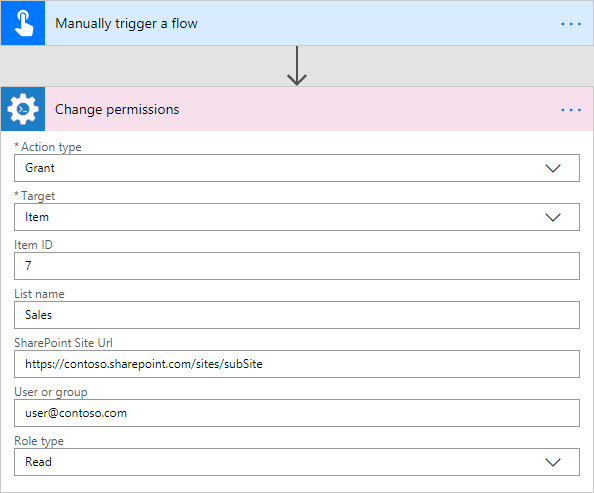 Manually trigger a flow
Change permissions
* Action type
Grant
* Target
Item
Item ID
7
List name
Sales
SharePoint Site Url
https://contoso.sharepoint.com/sites/subSite
User or group
user@contoso.com
Role type
Read